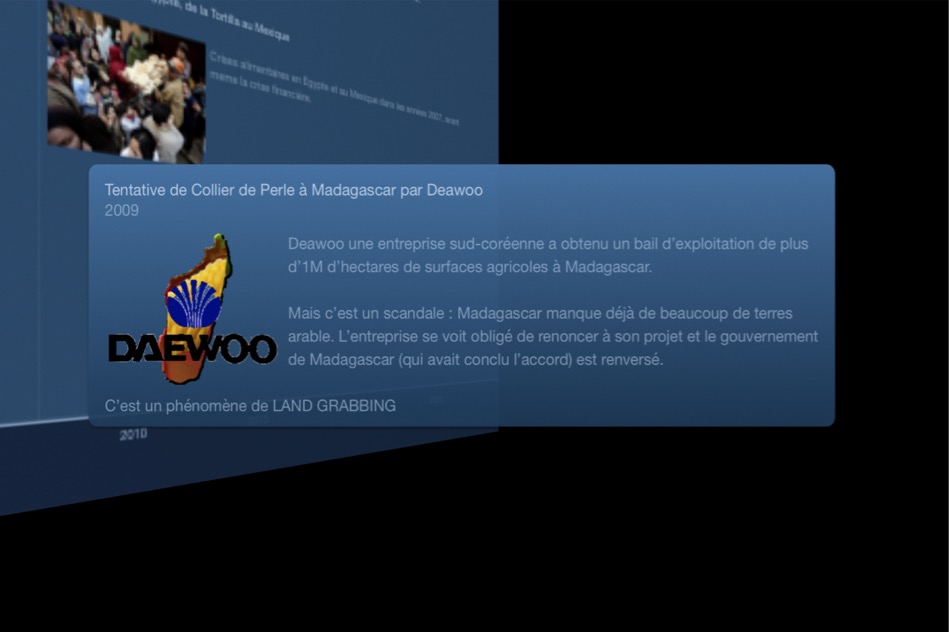 de la Tortilla au Mexique
Crises alimentaires en Egypte et au Mexique dans les années 2007, avant
meme la crise financière.
Tentative de Collier de Perle à Madagascar par Deawoo
2009
Deawoo une entreprise sud-coréenne a obtenu un bail d'exploitation de plus
d'1M d'hectares de surfaces agricoles à Madagascar.
Mais c'est un scandale : Madagascar manque déjà de beaucoup de terres
arable. L'entreprise se voit obligé de renoncer à son projet et le gouvernement
de Madagascar (qui avait conclu l'accord) est renversé.
DAEWOO
C'est un phénomène de LAND GRABBING
2010